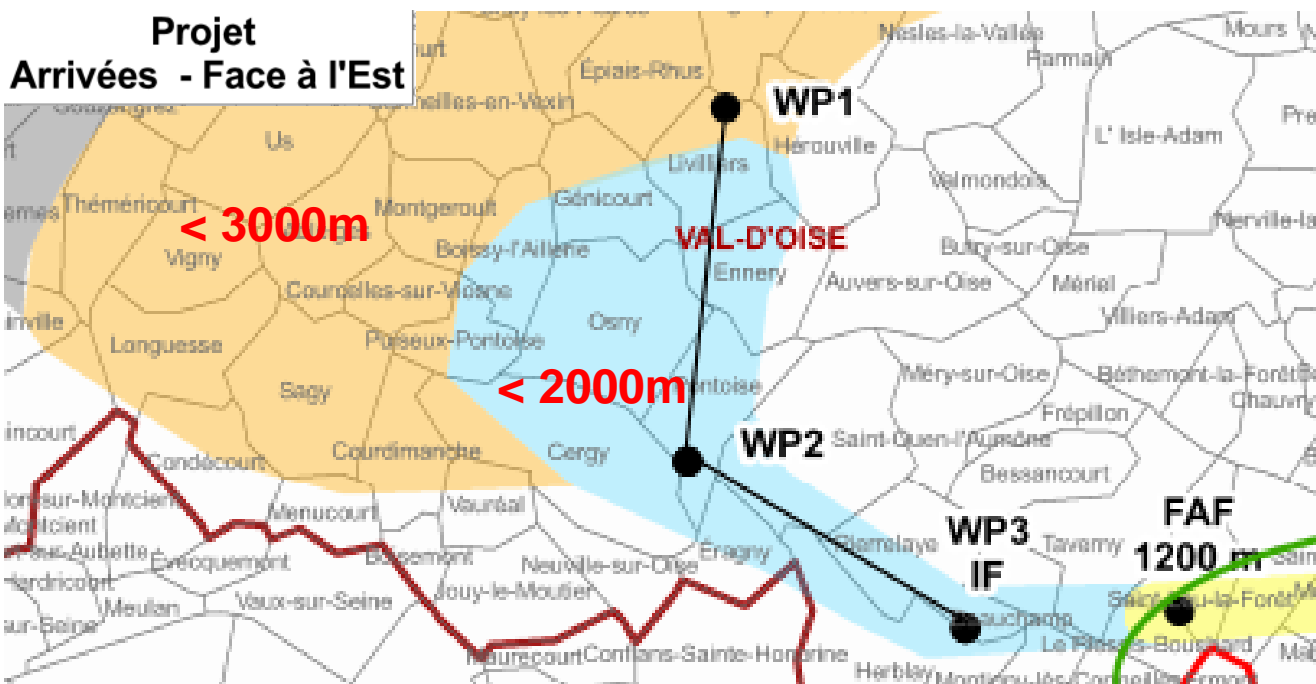 Projet
Arrivées - Face à l'Est
Nesles-la-Vallée
Mours
Parmain
Épiais-Rhus
WP1
Us
L' Isle-Adam
Hérouville
Livilliers
Valmondois
Théméricourt
Génicourt
Montgeroult
< 3000m
VAL-D'OISE
Nerville-la
Vigny
Boissy-l'Aillerie
Butry-sur-Oise
Ennery
Auvers-sur-Oise
Mériel
Courcelles-sur-Viosne
Osny
Villiers-Adam
Longuesse
Puiseux-Pontoise
< 2000m
Méry-sur-Oise
Béthemont-la-Forêt
Sagy
Chauvry
Frépillon
WP2
Saint-Ouen-l'Aumône
Courdimanche
Cergy
Condécourt
Bessancourt
Vauréal
Menucourt
WP3
IF
FAF
1200 m
Éragny
Pierrelaye
Taverny
Evecquemont
Boisemont
Neuville-sur-Oise
Jouy-le-Moutier
Vaux-sur-Seine
Meulan
Saint-Leu-la-Forêt
Beauchamp
Le Plessis-Bouchard
Maurecourt
Conflans-Sainte-Honorine
Herblay